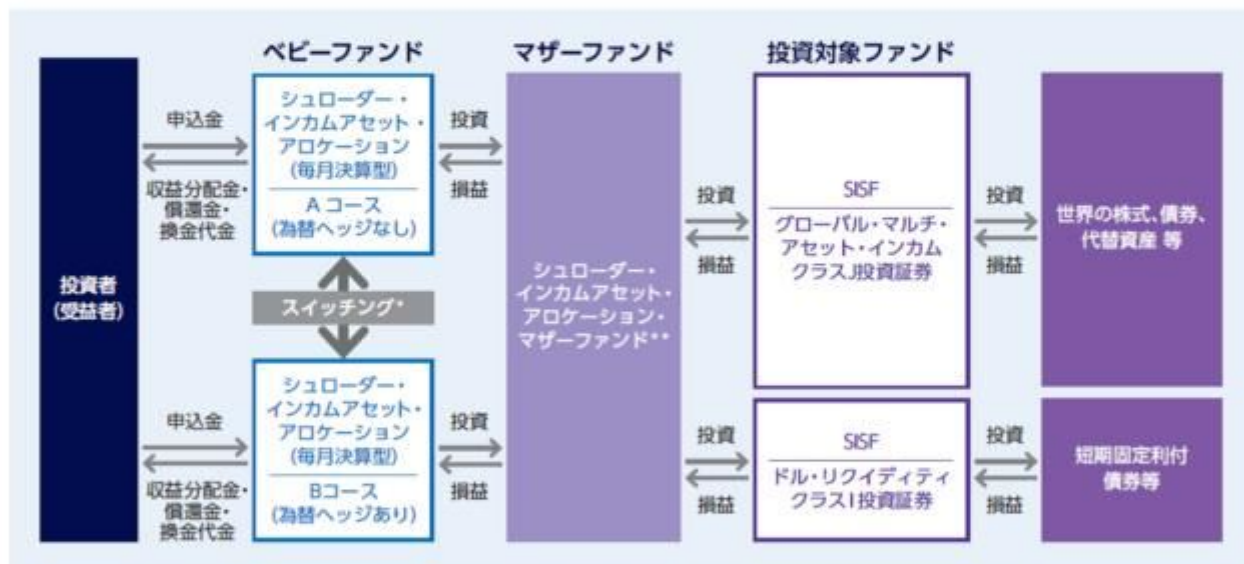 ベビーファンド
マザーファンド
投資対象ファンド
投資者
(受益者)
申込金
収益分配金・
償還金・
換金代金
シュローダー・
インカムアセット・
アロケーション
(毎月決算型)
Aコース
(為替ヘッジなし)
投資
損益
スイッチング*
申込金
収益分配金・
償還金・
換金代金
シュローダー・
インカムアセット・
アロケーション
(毎月決算型)
Bコース
(為替ヘッジあり)
投資
損益
シュローダー・
インカムアセット・
アロケーション・
マザーファンド**
投資
損益
SISF
グローバル・マルチ・
アセット・インカム
クラスJ投資証券
投資
損益
世界の株式、債券、
代替資産 等
投資
損益
SISF
ドル・リクイディティ
クラスI投資証券
投資
損益
短期固定利付
債券等